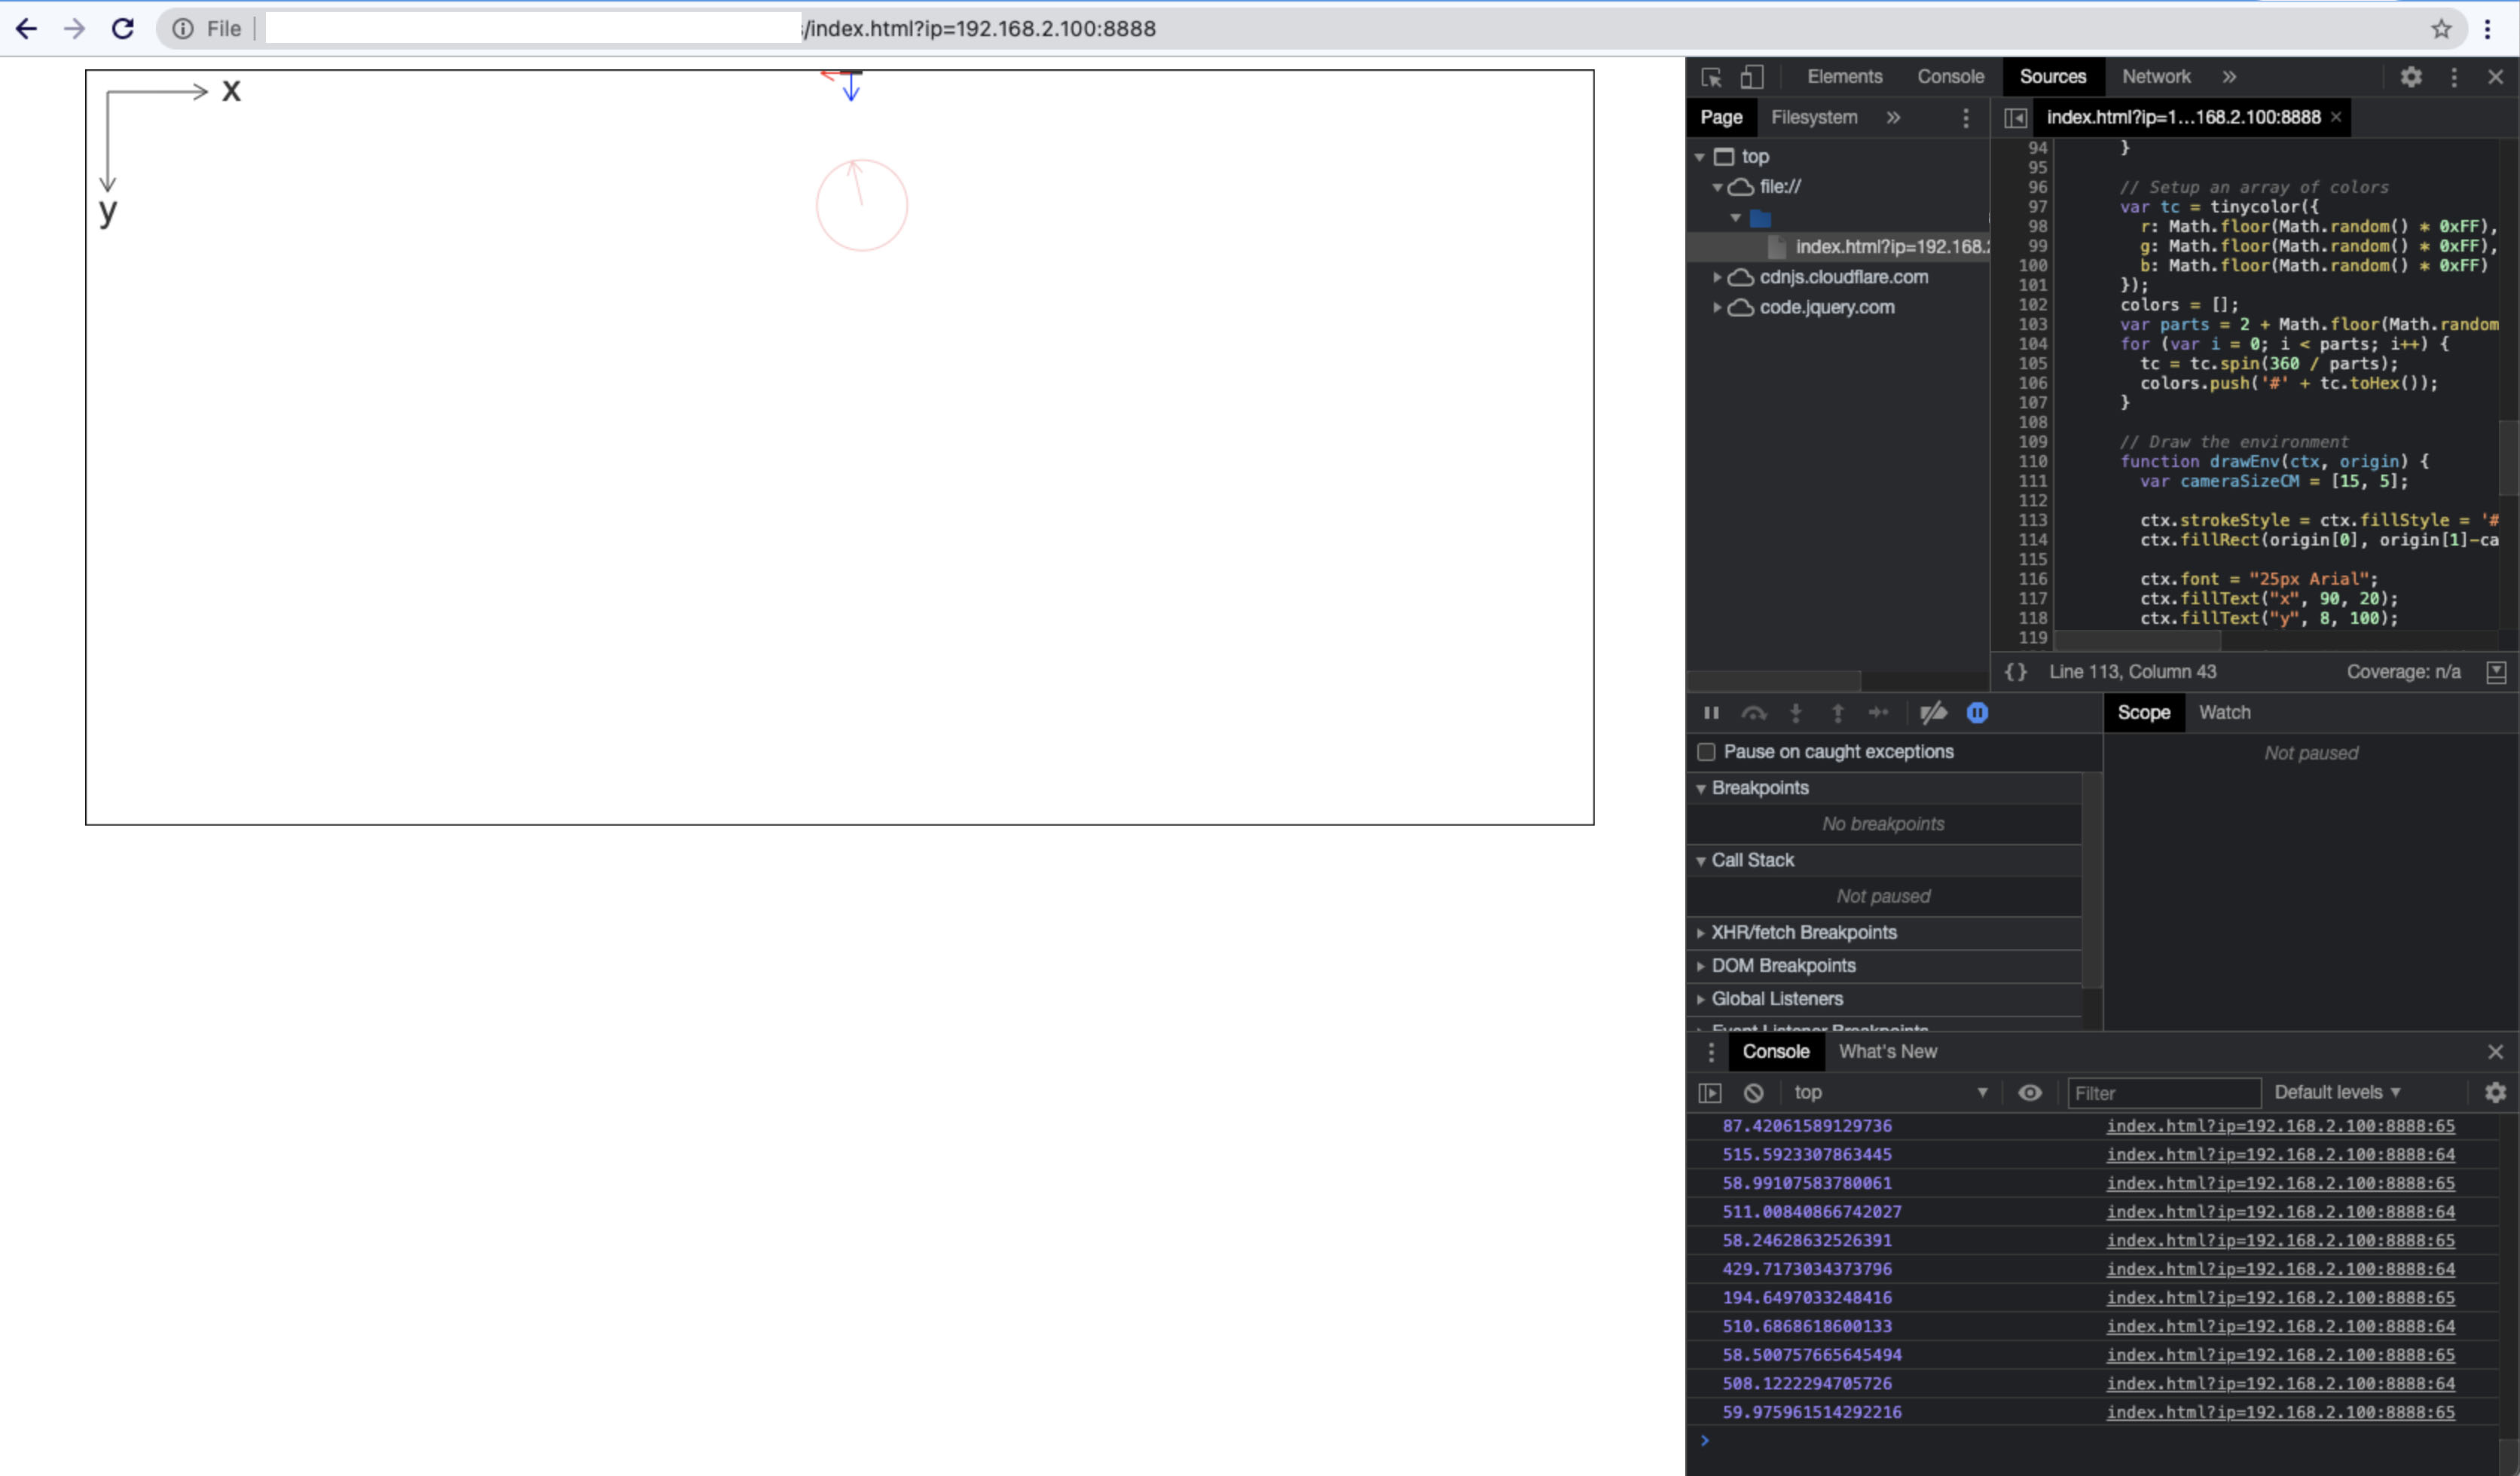 File
/index.html?ip=192.168.2.100:8888
x
y
Elements Console Sources Network »
Page Filesystem »
index.html?ip=1…168.2.100:8888 ×
top
file://
index.html?ip=192.168.
cdnjs.cloudflare.com
code.jquery.com
94 }
95
96 // Setup an array of colors
97 var tc = tinycolor({
98 r: Math.floor(Math.random() * 0xFF),
99 g: Math.floor(Math.random() * 0xFF),
100 b: Math.floor(Math.random() * 0xFF)
101 });
102 colors = [];
103 var parts = 2 + Math.floor(Math.random
104 for (var i = 0; i < parts; i++) {
105 tc = tc.spin(360 / parts);
106 colors.push('#' + tc.toHex());
107 }
108
109 // Draw the environment
110 function drawEnv(ctx, origin) {
111 var cameraSizeCM = [15, 5];
112
113 ctx.strokeStyle = ctx.fillStyle = '#
114 ctx.fillRect(origin[0], origin[1]-ca
115
116 ctx.font = "25px Arial";
117 ctx.fillText("x", 90, 20);
118 ctx.fillText("y", 8, 100);
119
{} Line 113, Column 43 Coverage: n/a
Scope Watch
Not paused
Pause on caught exceptions
Breakpoints
No breakpoints
Call Stack
Not paused
XHR/fetch Breakpoints
DOM Breakpoints
Global Listeners
Event Listener Breakpoints
Console What's New
top Filter Default levels
87.42061589129736 index.html?ip=192.168.2.100:8888:65
515.5923307863445 index.html?ip=192.168.2.100:8888:64
58.99107583780061 index.html?ip=192.168.2.100:8888:65
511.00840866742027 index.html?ip=192.168.2.100:8888:64
58.24628632526391 index.html?ip=192.168.2.100:8888:65
429.7173034373796 index.html?ip=192.168.2.100:8888:64
194.6497033248416 index.html?ip=192.168.2.100:8888:65
510.6868618600133 index.html?ip=192.168.2.100:8888:64
58.500757665645494 index.html?ip=192.168.2.100:8888:65
508.1222294705726 index.html?ip=192.168.2.100:8888:64
59.975961514292216 index.html?ip=192.168.2.100:8888:65
>